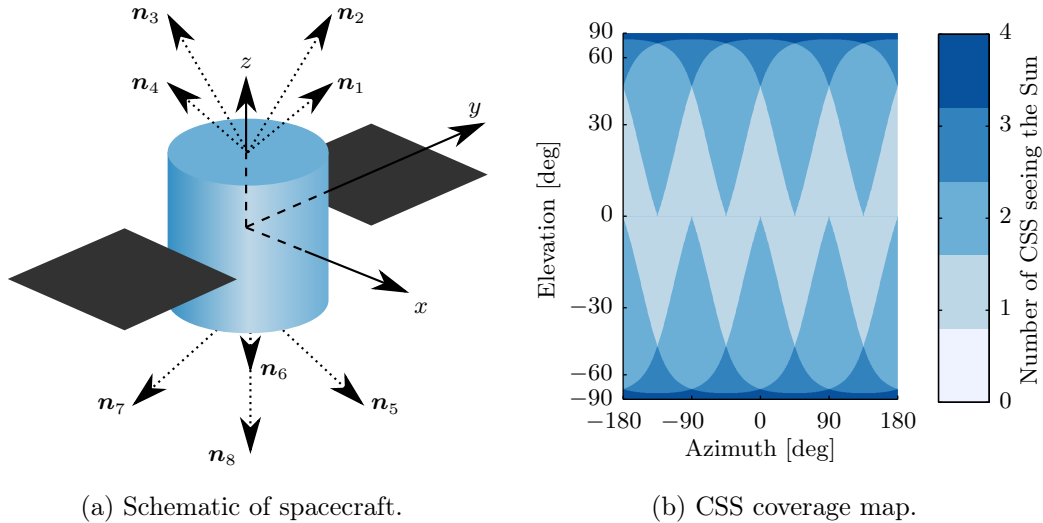 n₃
n₂
z
n₄
n₁
y
x
n₆
n₇
n₅
n₈
(a) Schematic of spacecraft.
90
60
30
0
−30
−60
−90
Elevation [deg]
−180
−90
0
90
180
Azimuth [deg]
4
3
2
1
0
Number of CSS seeing the Sun
(b) CSS coverage map.